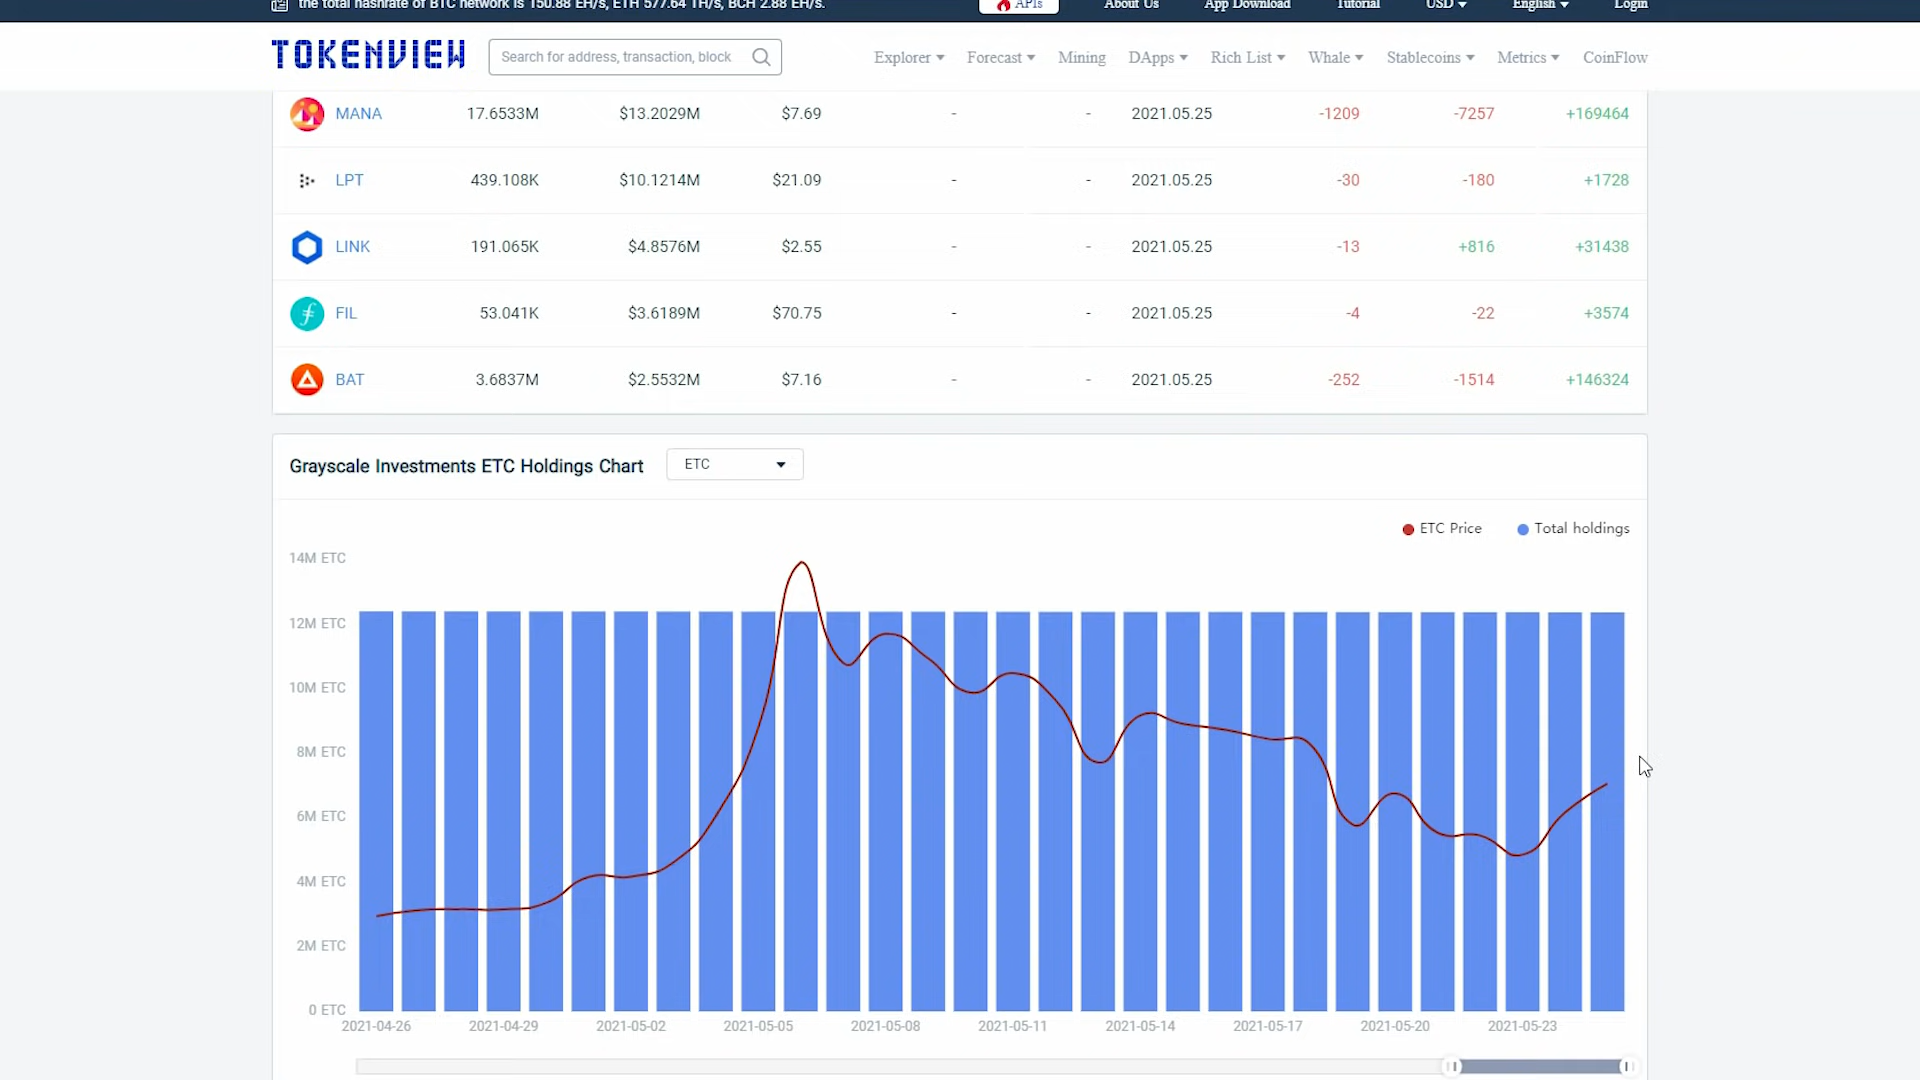 the total hashrate of BTC network is 150.88 EH/s, ETH 577.64 TH/s, BCH 2.88 EH/s.
APIs About Us App Download Tutorial USD English Login
TOKENVIEW Search for address, transaction, block Explorer Forecast Mining DApps Rich List Whale Stablecoins Metrics CoinFlow
MANA 17.6533M $13.2029M $7.69 - - 2021.05.25 -1209 -7257 +169464
LPT 439.108K $10.1214M $21.09 - - 2021.05.25 -30 -180 +1728
LINK 191.065K $4.8576M $2.55 - - 2021.05.25 -13 +816 +31438
FIL 53.041K $3.6189M $70.75 - - 2021.05.25 -4 -22 +3574
BAT 3.6837M $2.5532M $7.16 - - 2021.05.25 -252 -1514 +146324
Grayscale Investments ETC Holdings Chart ETC
ETC Price Total holdings
14M ETC
12M ETC
10M ETC
8M ETC
6M ETC
4M ETC
2M ETC
0 ETC
2021-04-26 2021-04-29 2021-05-02 2021-05-05 2021-05-08 2021-05-11 2021-05-14 2021-05-17 2021-05-20 2021-05-23